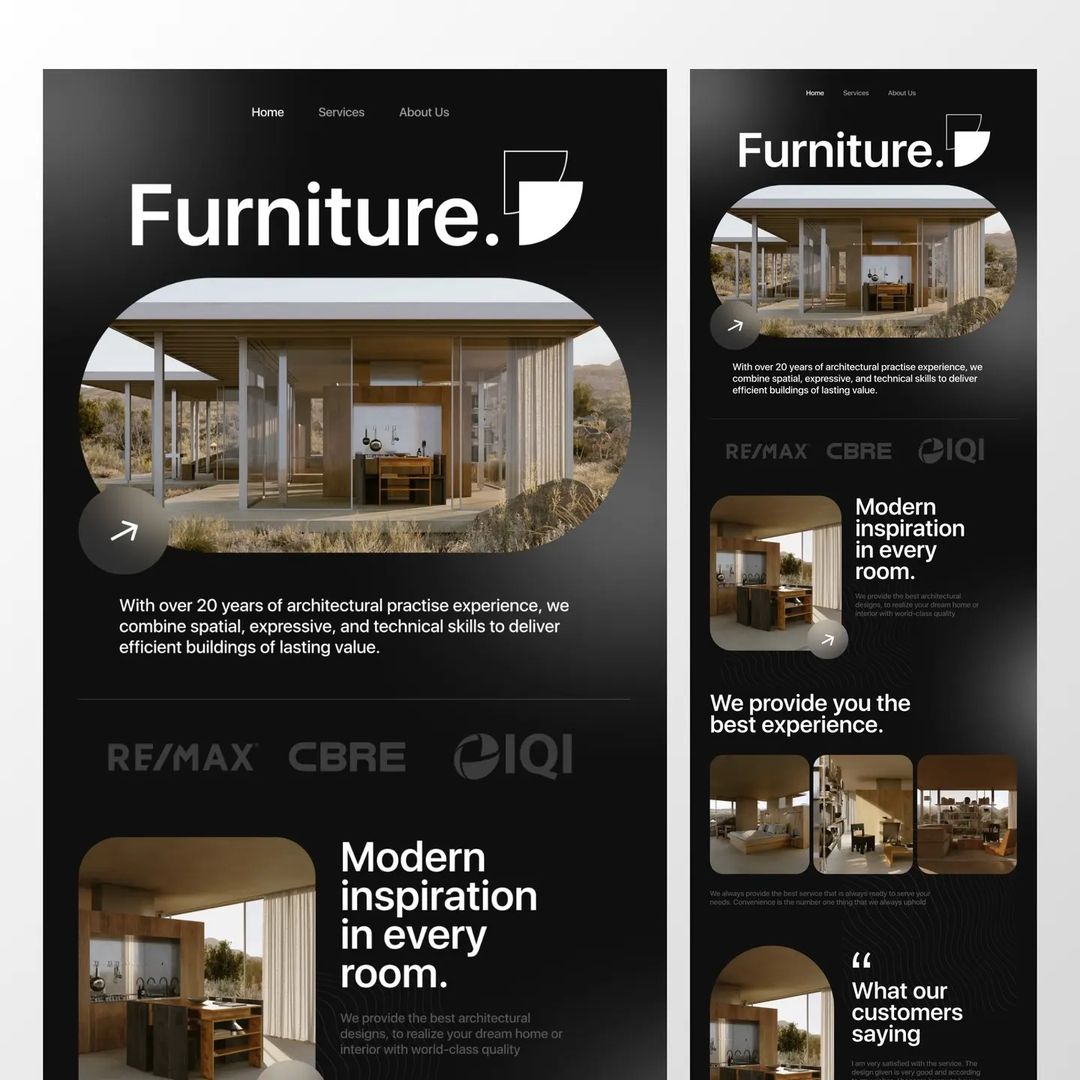 Home Services About Us
Furniture.
With over 20 years of architectural practise experience, we
combine spatial, expressive, and technical skills to deliver
efficient buildings of lasting value.
RE/MAX CBRE IQI
Modern
inspiration
in every
room.
We provide the best architectural
designs, to realize your dream home or
interior with world-class quality
Home Services About Us
Furniture.
With over 20 years of architectural practise experience, we
combine spatial, expressive, and technical skills to deliver
efficient buildings of lasting value.
RE/MAX CBRE IQI
Modern
inspiration
in every
room.
We provide the best architectural
designs, to realize your dream home or
interior with world-class quality
We provide you the
best experience.
We always provide the best service that is always ready to serve your
needs. Convenience is the number one thing that we always uphold
“
What our
customers
saying
I am very satisfied with the service. The
design given is very good and according